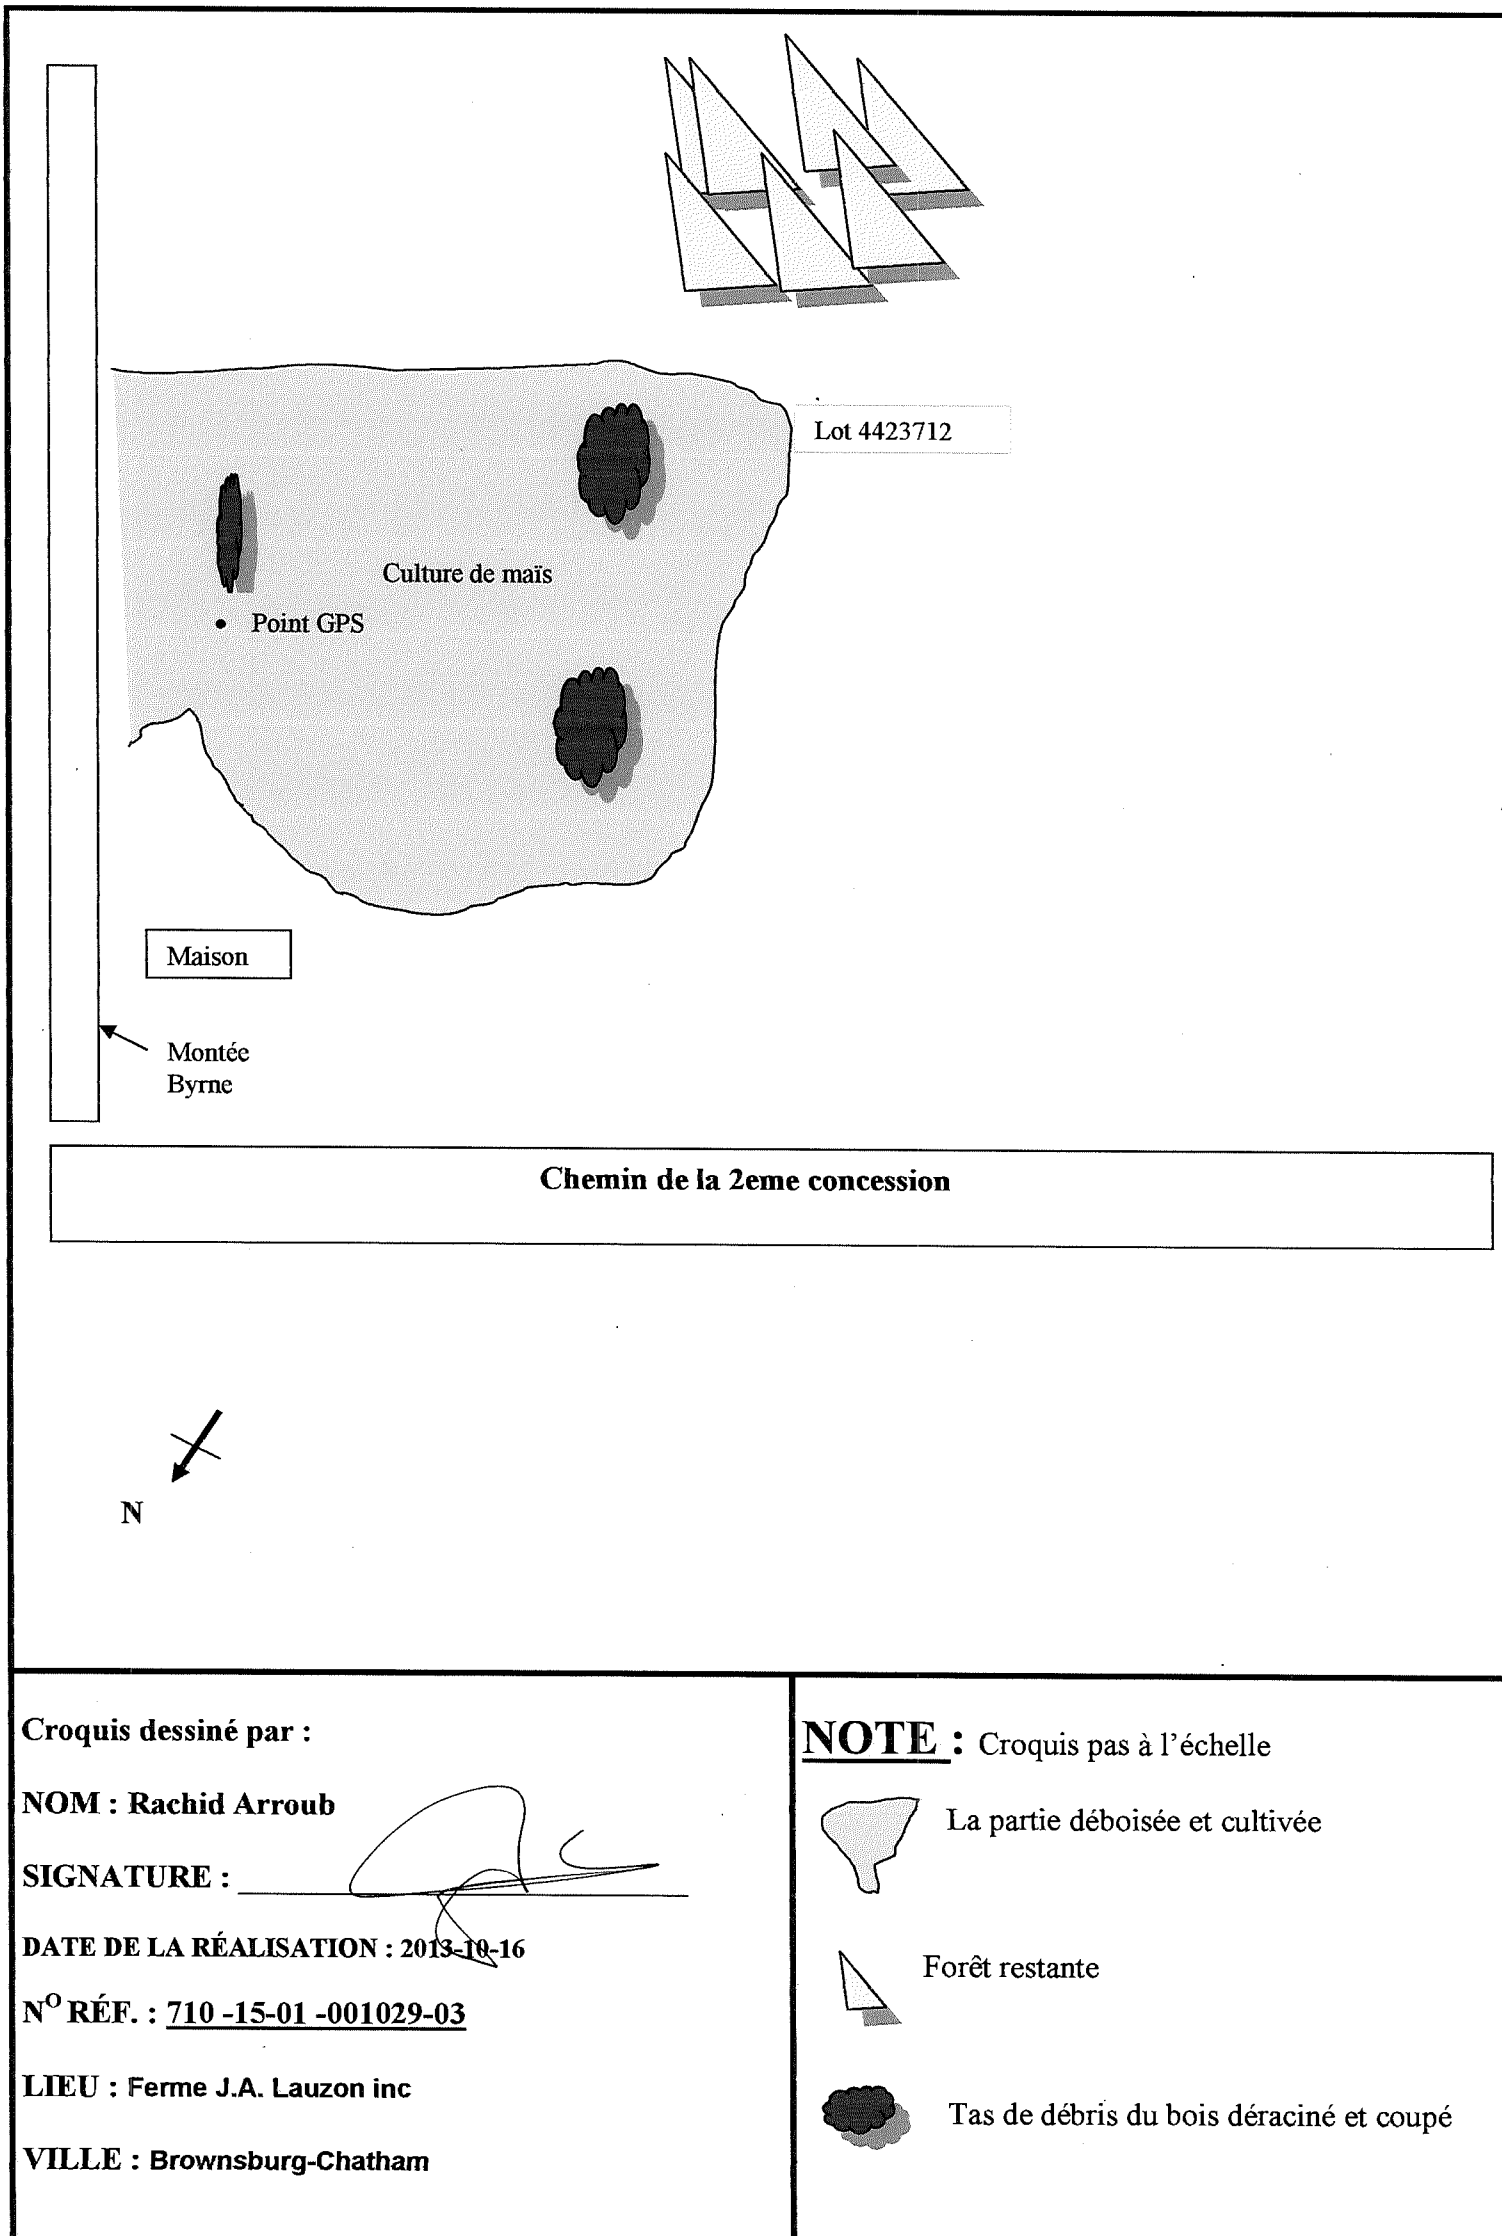 Lot 4423712
Culture de maïs
• Point GPS
Maison
Montée
Byrne
Chemin de la 2eme concession
N
Croquis dessiné par :
NOM : Rachid Arroub
SIGNATURE :
DATE DE LA RÉALISATION : 2013-10-16
Nº RÉF. : 710 -15-01 -001029-03
LIEU : Ferme J.A. Lauzon inc
VILLE : Brownsburg-Chatham
NOTE : Croquis pas à l'échelle
La partie déboisée et cultivée
Forêt restante
Tas de débris du bois déraciné et coupé